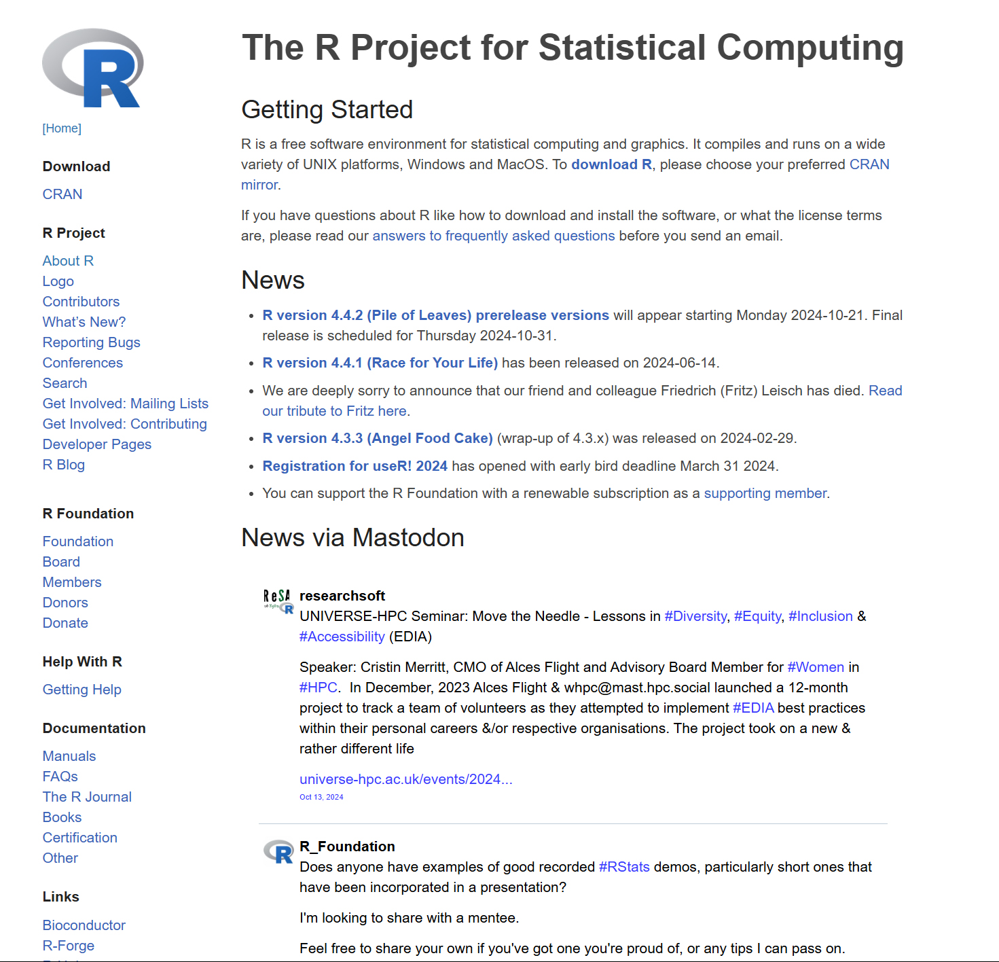 R
[Home]
Download
CRAN
R Project
About R
Logo
Contributors
What’s New?
Reporting Bugs
Conferences
Search
Get Involved: Mailing Lists
Get Involved: Contributing
Developer Pages
R Blog
R Foundation
Foundation
Board
Members
Donors
Donate
Help With R
Getting Help
Documentation
Manuals
FAQs
The R Journal
Books
Certification
Other
Links
Bioconductor
R-Forge
The R Project for Statistical Computing
Getting Started
R is a free software environment for statistical computing and graphics. It compiles and runs on a wide
variety of UNIX platforms, Windows and MacOS. To download R, please choose your preferred CRAN
mirror.
If you have questions about R like how to download and install the software, or what the license terms
are, please read our answers to frequently asked questions before you send an email.
News
• R version 4.4.2 (Pile of Leaves) prerelease versions will appear starting Monday 2024-10-21. Final
release is scheduled for Thursday 2024-10-31.
• R version 4.4.1 (Race for Your Life) has been released on 2024-06-14.
• We are deeply sorry to announce that our friend and colleague Friedrich (Fritz) Leisch has died. Read
our tribute to Fritz here.
• R version 4.3.3 (Angel Food Cake) (wrap-up of 4.3.x) was released on 2024-02-29.
• Registration for useR! 2024 has opened with early bird deadline March 31 2024.
• You can support the R Foundation with a renewable subscription as a supporting member.
News via Mastodon
ReSA
R
researchsoft
UNIVERSE-HPC Seminar: Move the Needle - Lessons in #Diversity, #Equity, #Inclusion &
#Accessibility (EDIA)
Speaker: Cristin Merritt, CMO of Alces Flight and Advisory Board Member for #Women in
#HPC.  In December, 2023 Alces Flight & whpc@mast.hpc.social launched a 12-month
project to track a team of volunteers as they attempted to implement #EDIA best practices
within their personal careers &/or respective organisations. The project took on a new &
rather different life
universe-hpc.ac.uk/events/2024...
Oct 13, 2024
R
R_Foundation
Does anyone have examples of good recorded #RStats demos, particularly short ones that
have been incorporated in a presentation?
I'm looking to share with a mentee.
Feel free to share your own if you've got one you're proud of, or any tips I can pass on.